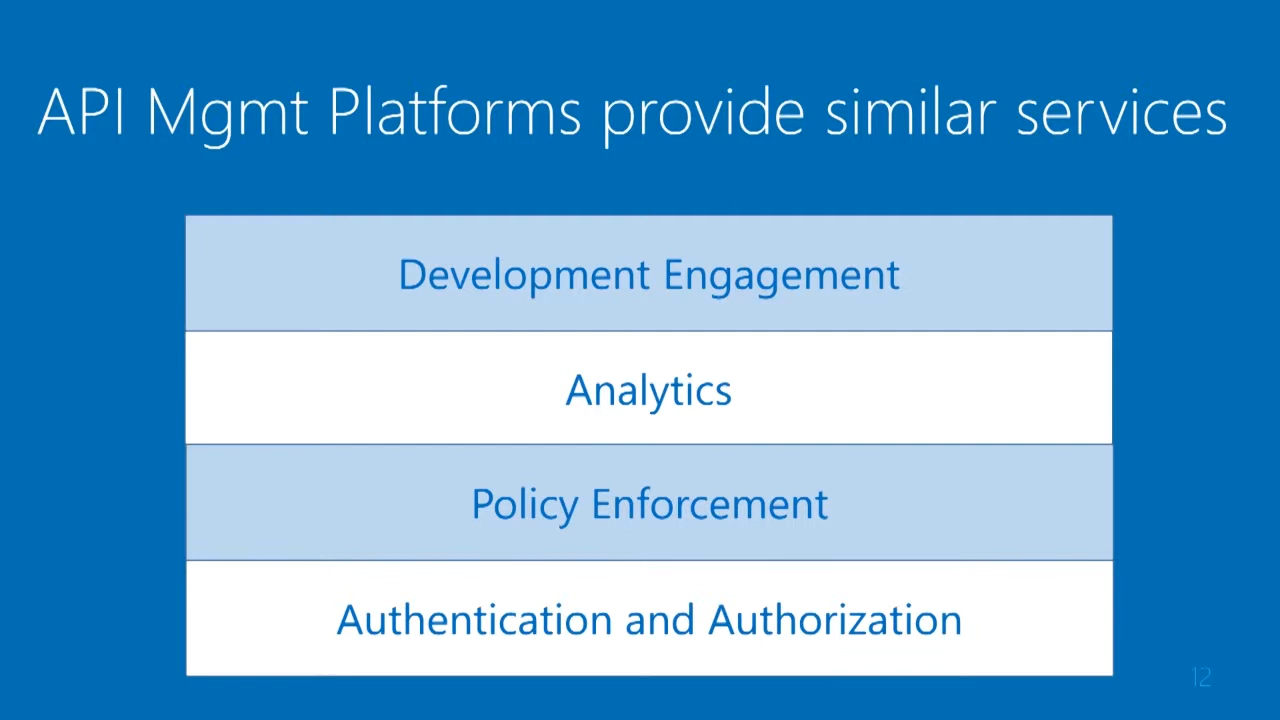 API Mgmt Platforms provide similar services
Development Engagement
Analytics
Policy Enforcement
Authentication and Authorization
12